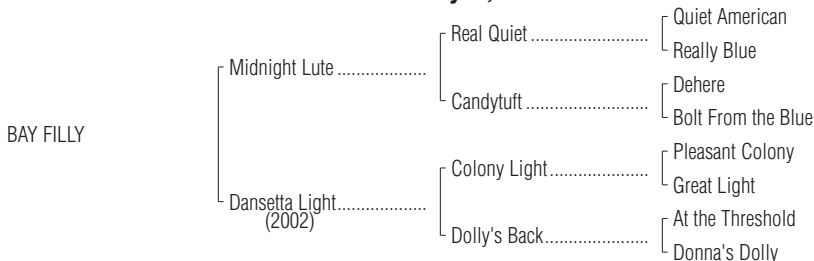 Quiet American
Real Quiet ........................
Really Blue
Midnight Lute ...................
Dehere
Candytuft .........................
Bolt From the Blue
BAY FILLY
Pleasant Colony
Colony Light .....................
Great Light
Dansetta Light ...................
(2002)
At the Threshold
Dolly's Back ......................
Donna's Dolly